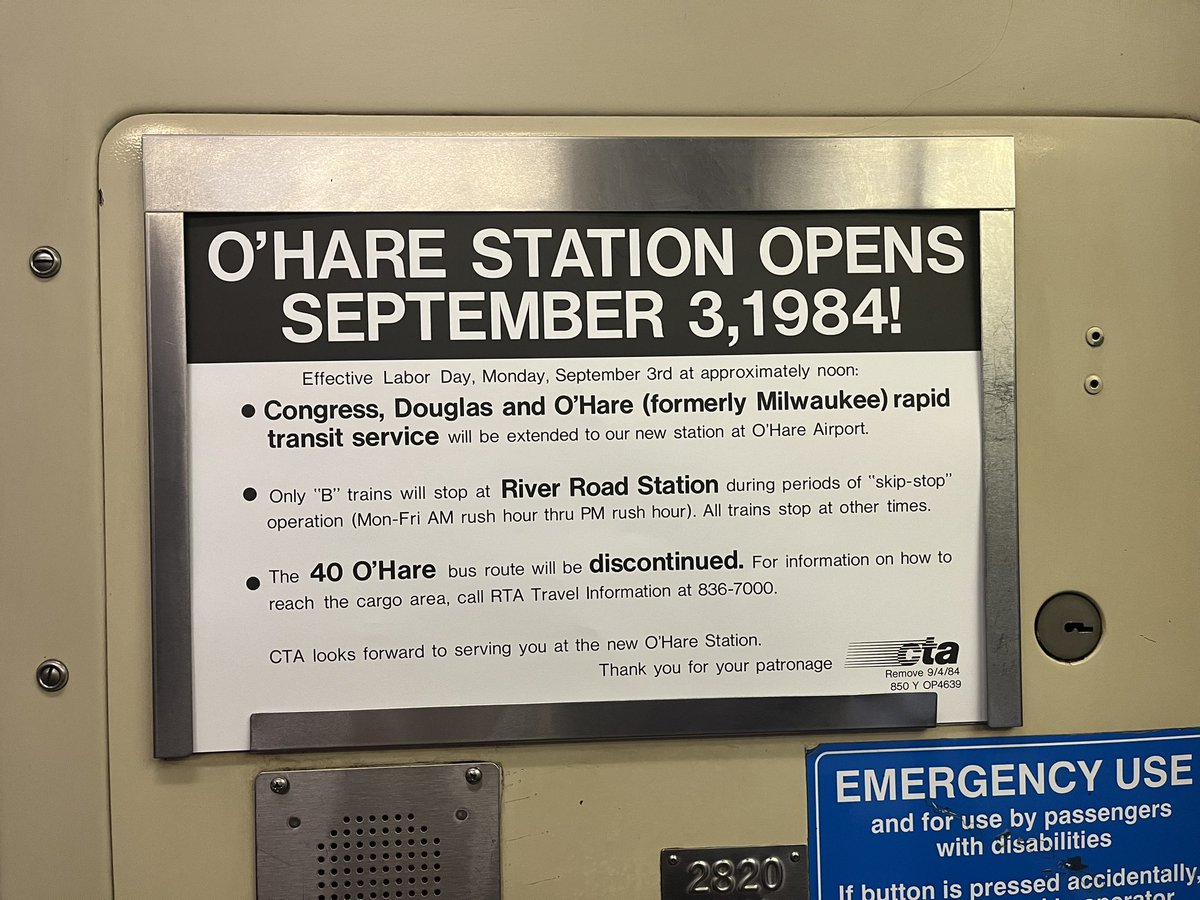 O'HARE STATION OPENS
SEPTEMBER 3,1984!
Effective Labor Day, Monday, September 3rd at approximately noon:
● Congress, Douglas and O'Hare (formerly Milwaukee) rapid
transit service will be extended to our new station at O'Hare Airport.
● Only "B" trains will stop at River Road Station during periods of "skip-stop"
operation (Mon-Fri AM rush hour thru PM rush hour). All trains stop at other times.
● The 40 O'Hare bus route will be discontinued. For information on how to
reach the cargo area, call RTA Travel Information at 836-7000.
CTA looks forward to serving you at the new O'Hare Station.
Thank you for your patronage
cta
Remove 9/4/84
850 Y OP4639
2820
EMERGENCY USE
and for use by passengers
with disabilities
If button is pressed accidentally,
operator